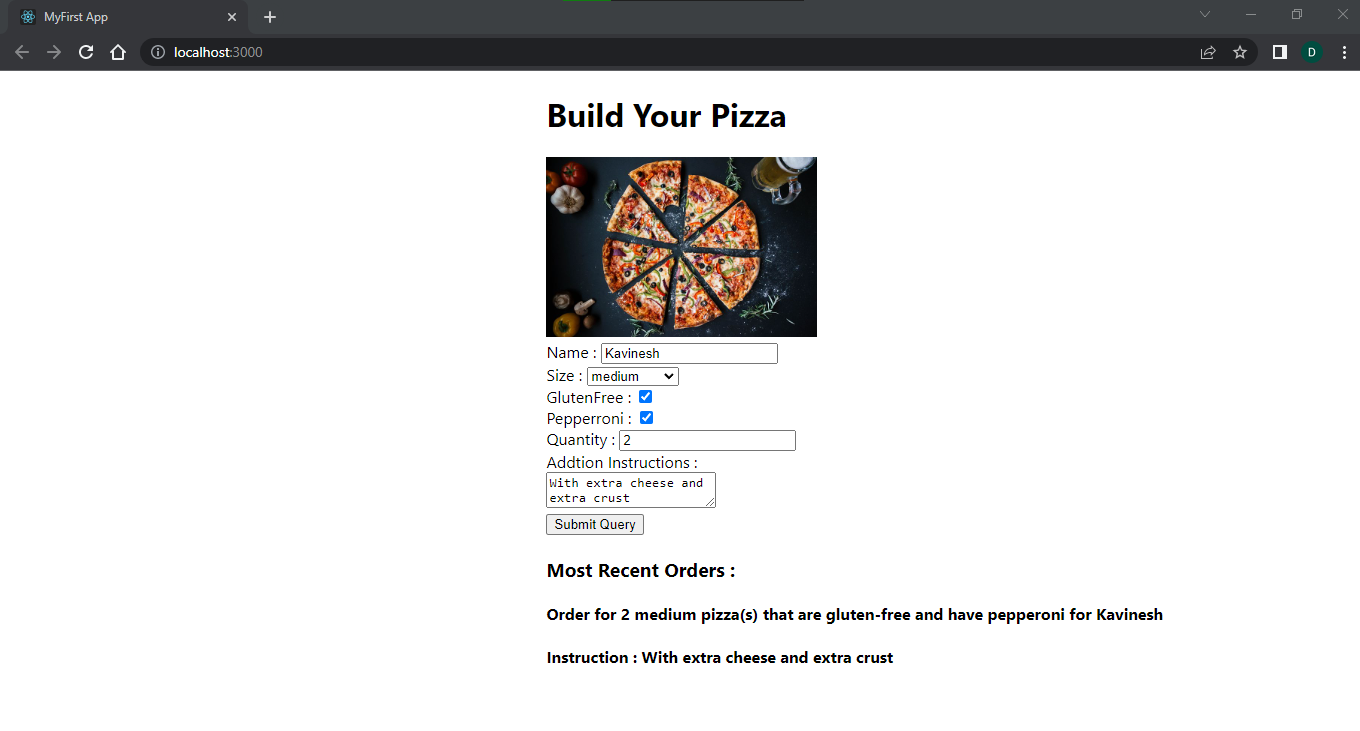 MyFirst App
localhost:3000
D
Build Your Pizza
Name : Kavinesh
Size : medium
GlutenFree :
Pepperroni :
Quantity : 2
Addtion Instructions :
With extra cheese and
extra crust
Submit Query
Most Recent Orders :
Order for 2 medium pizza(s) that are gluten-free and have pepperoni for Kavinesh
Instruction : With extra cheese and extra crust